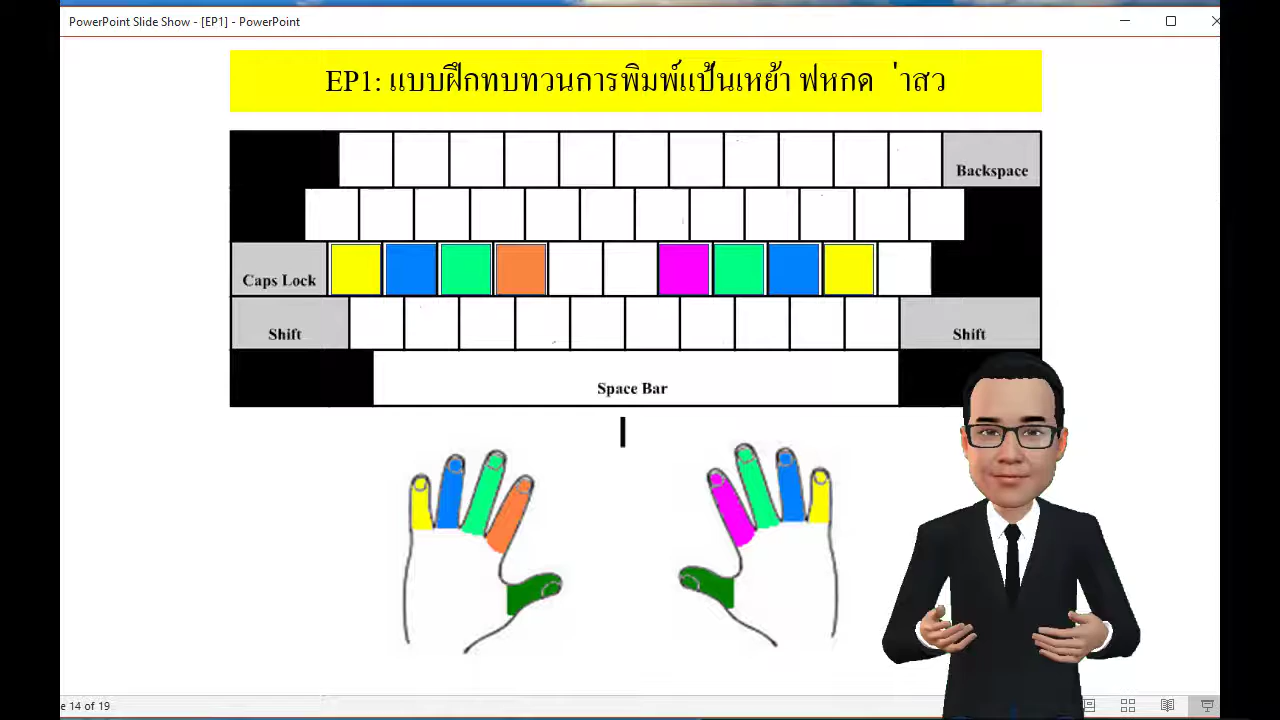 PowerPoint Slide Show - [EP1] - PowerPoint
EP1: แบบฝึกทบทวนการพิมพ์แป้นเหย้า ฟหกด ่าสว
Backspace
Caps Lock
Shift
Shift
Space Bar
e 14 of 19